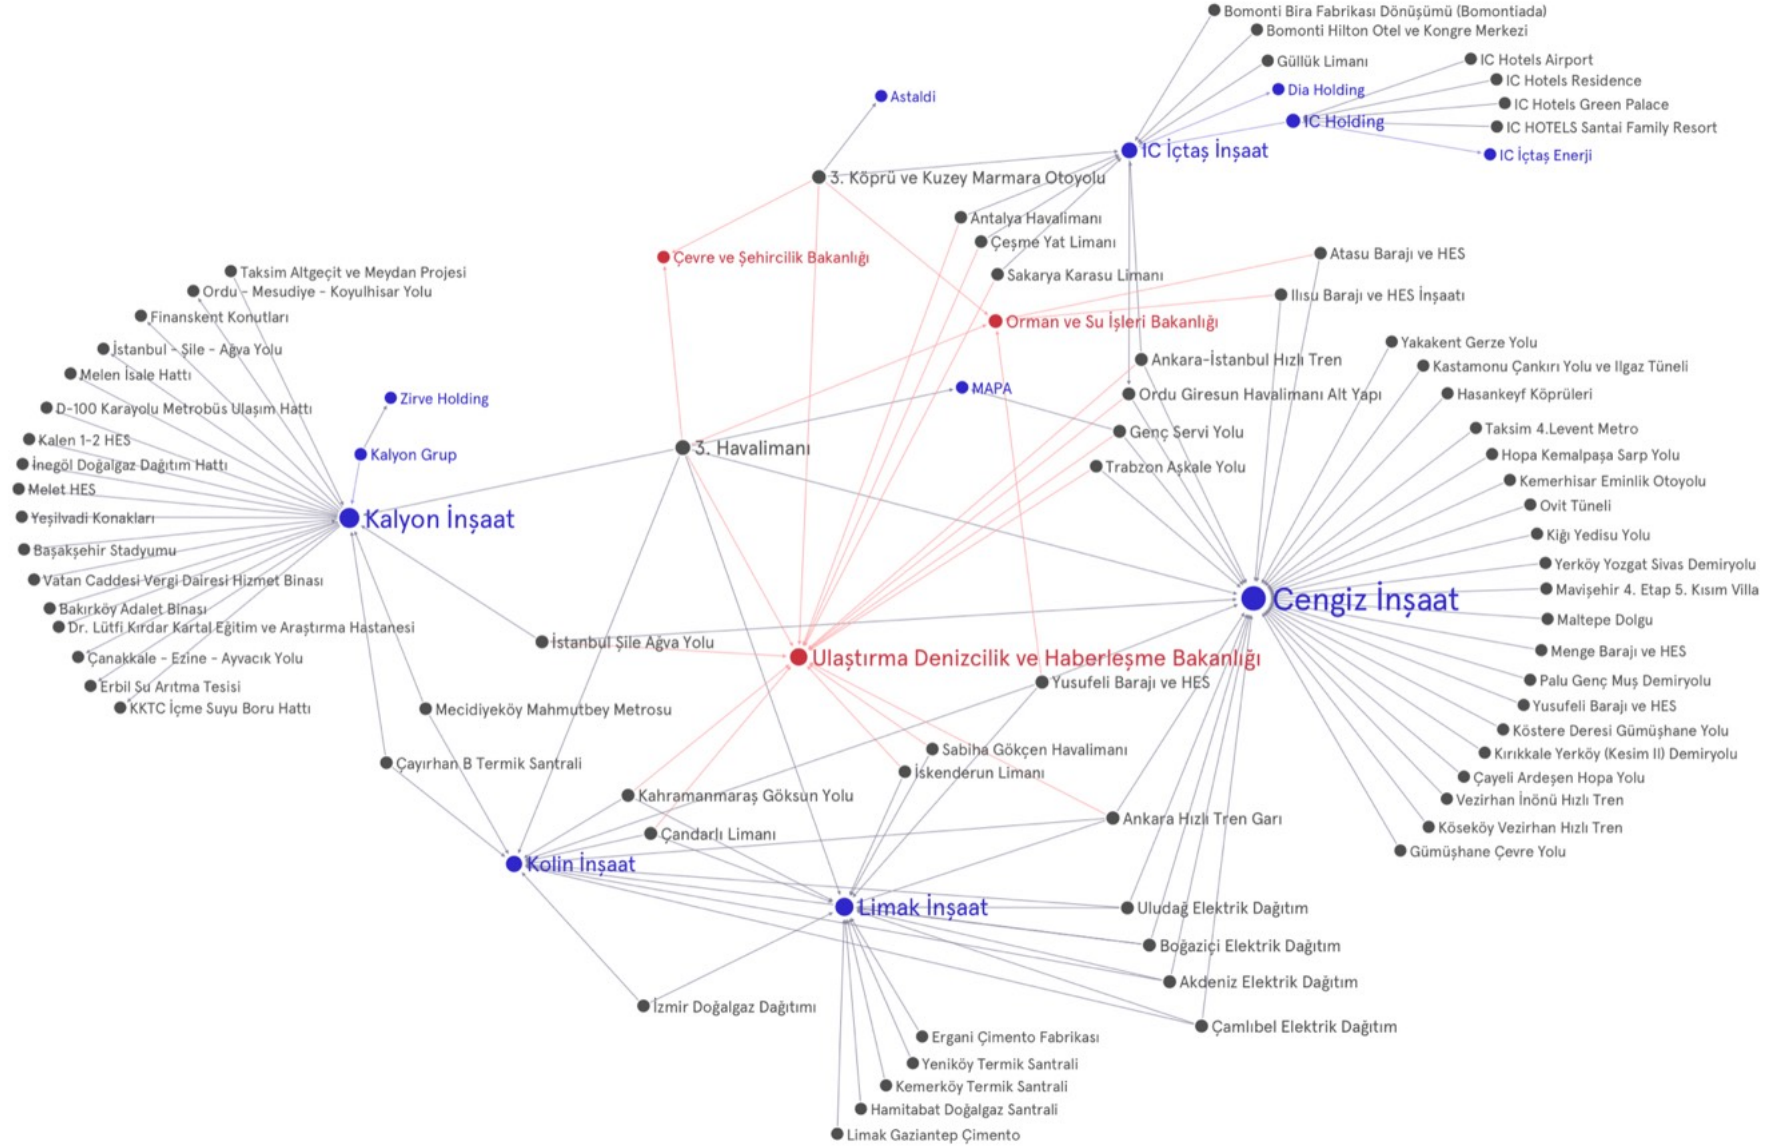 Bomonti Bira Fabrikası Dönüşümü (Bomontiada)
Bomonti Hilton Otel ve Kongre Merkezi
Güllük Limanı
IC Hotels Airport
IC Hotels Residence
Dia Holding
Astaldi
IC Hotels Green Palace
IC Holding
IC HOTELS Santai Family Resort
IC İçtaş İnşaat
IC İçtaş Enerji
3. Köprü ve Kuzey Marmara Otoyolu
Antalya Havalimanı
Çeşme Yat Limanı
Atasu Barajı ve HES
Çevre ve Şehircilik Bakanlığı
Taksim Altgeçit ve Meydan Projesi
Sakarya Karasu Limanı
Ordu - Mesudiye - Koyulhisar Yolu
Ilısu Barajı ve HES İnşaatı
Finanskent Konutları
Orman ve Su İşleri Bakanlığı
Yakakent Gerze Yolu
İstanbul - Şile - Ağva Yolu
Ankara-İstanbul Hızlı Tren
Kastamonu Çankırı Yolu ve Ilgaz Tüneli
Melen İsale Hattı
MAPA
Ordu Giresun Havalimanı Alt Yapı
Hasankeyf Köprüleri
Zirve Holding
D-100 Karayolu Metrobüs Ulaşım Hattı
Taksim 4.Levent Metro
Genç Servi Yolu
Kalen 1-2 HES
3. Havalimanı
Kalyon Grup
Hopa Kemalpaşa Sarp Yolu
İnegöl Doğalgaz Dağıtım Hattı
Trabzon Aşkale Yolu
Kemerhisar Eminlik Otoyolu
Melet HES
Ovit Tüneli
Yeşilvadi Konakları
Kalyon İnşaat
Kiğı Yedisu Yolu
Başakşehir Stadyumu
Yerköy Yozgat Sivas Demiryolu
Vatan Caddesi Vergi Dairesi Hizmet Binası
Mavişehir 4. Etap 5. Kısım Villa
Cengiz İnşaat
Bakırköy Adalet Binası
Maltepe Dolgu
Dr. Lütfi Kırdar Kartal Eğitim ve Araştırma Hastanesi
İstanbul Şile Ağva Yolu
Menge Barajı ve HES
Çanakkale - Ezine - Ayvacık Yolu
Ulaştırma Denizcilik ve Haberleşme Bakanlığı
Palu Genç Muş Demiryolu
Yusufeli Barajı ve HES
Erbil Su Arıtma Tesisi
Yusufeli Barajı ve HES
KKTC İçme Suyu Boru Hattı
Mecidiyeköy Mahmutbey Metrosu
Köstere Deresi Gümüşhane Yolu
Sabiha Gökçen Havalimanı
Kırıkkale Yerköy (Kesim II) Demiryolu
Çayırhan B Termik Santrali
İskenderun Limanı
Çayeli Ardeşen Hopa Yolu
Kahramanmaraş Göksun Yolu
Vezirhan İnönü Hızlı Tren
Ankara Hızlı Tren Garı
Köseköy Vezirhan Hızlı Tren
Çandarlı Limanı
Gümüşhane Çevre Yolu
Kolin İnşaat
Limak İnşaat
Uludağ Elektrik Dağıtım
Boğaziçi Elektrik Dağıtım
Akdeniz Elektrik Dağıtım
İzmir Doğalgaz Dağıtımı
Çamlıbel Elektrik Dağıtım
Ergani Çimento Fabrikası
Yeniköy Termik Santrali
Kemerköy Termik Santrali
Hamitabat Doğalgaz Santrali
Limak Gaziantep Çimento